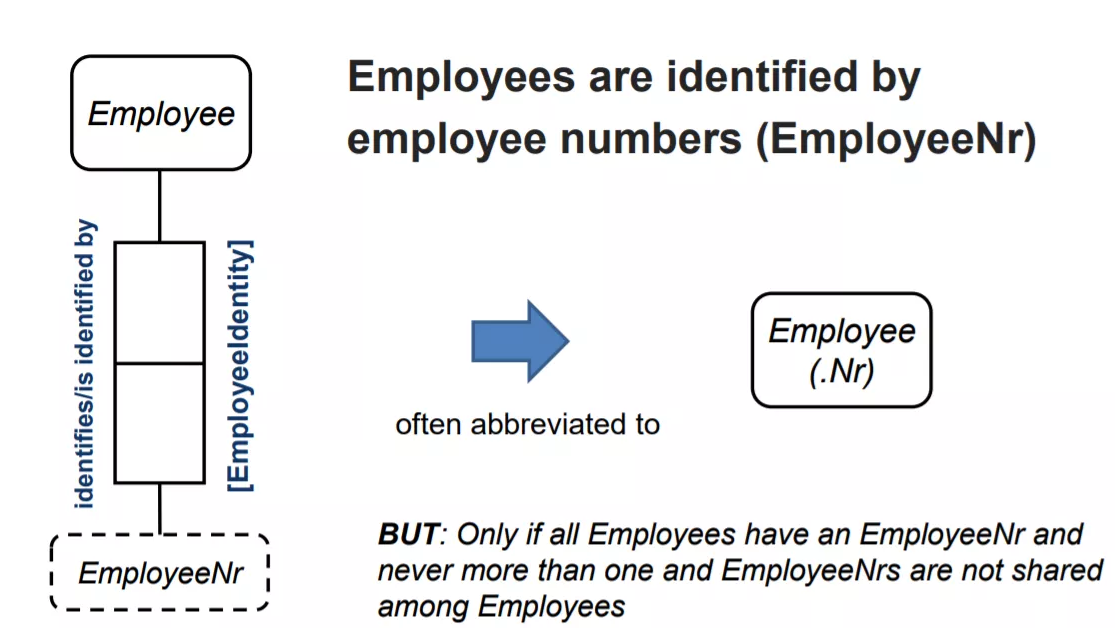 Employees are identified by
employee numbers (EmployeeNr)
Employee
identifies/is identified by
[EmployeeIdentity]
EmployeeNr
often abbreviated to
Employee
(.Nr)
BUT: Only if all Employees have an EmployeeNr and
never more than one and EmployeeNrs are not shared
among Employees